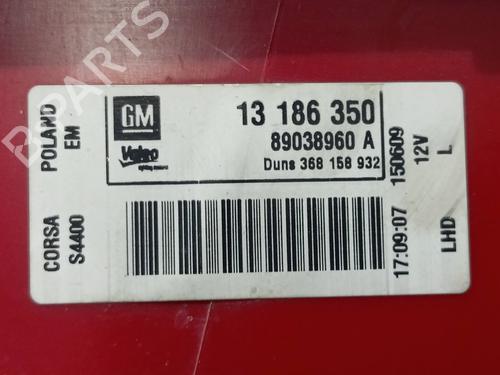 B PARTS
GM
13 186 350
Valeo
89038960 A
Duns 368 158 932
CORSA POLAND
S4400 EM
17:09:07 150609
12V
LHD L